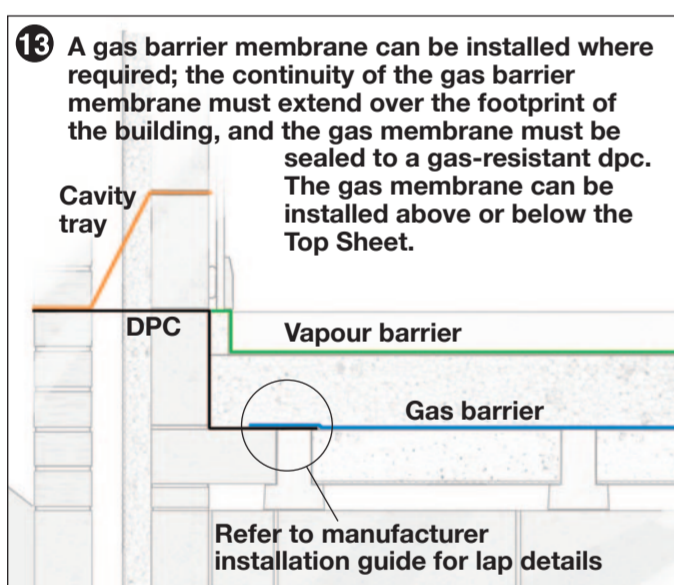 13 A gas barrier membrane can be installed where
required; the continuity of the gas barrier
membrane must extend over the footprint of
the building, and the gas membrane must be
sealed to a gas-resistant dpc.
The gas membrane can be
installed above or below the
Top Sheet.
Cavity
tray
DPC
Vapour barrier
Gas barrier
Refer to manufacturer
installation guide for lap details